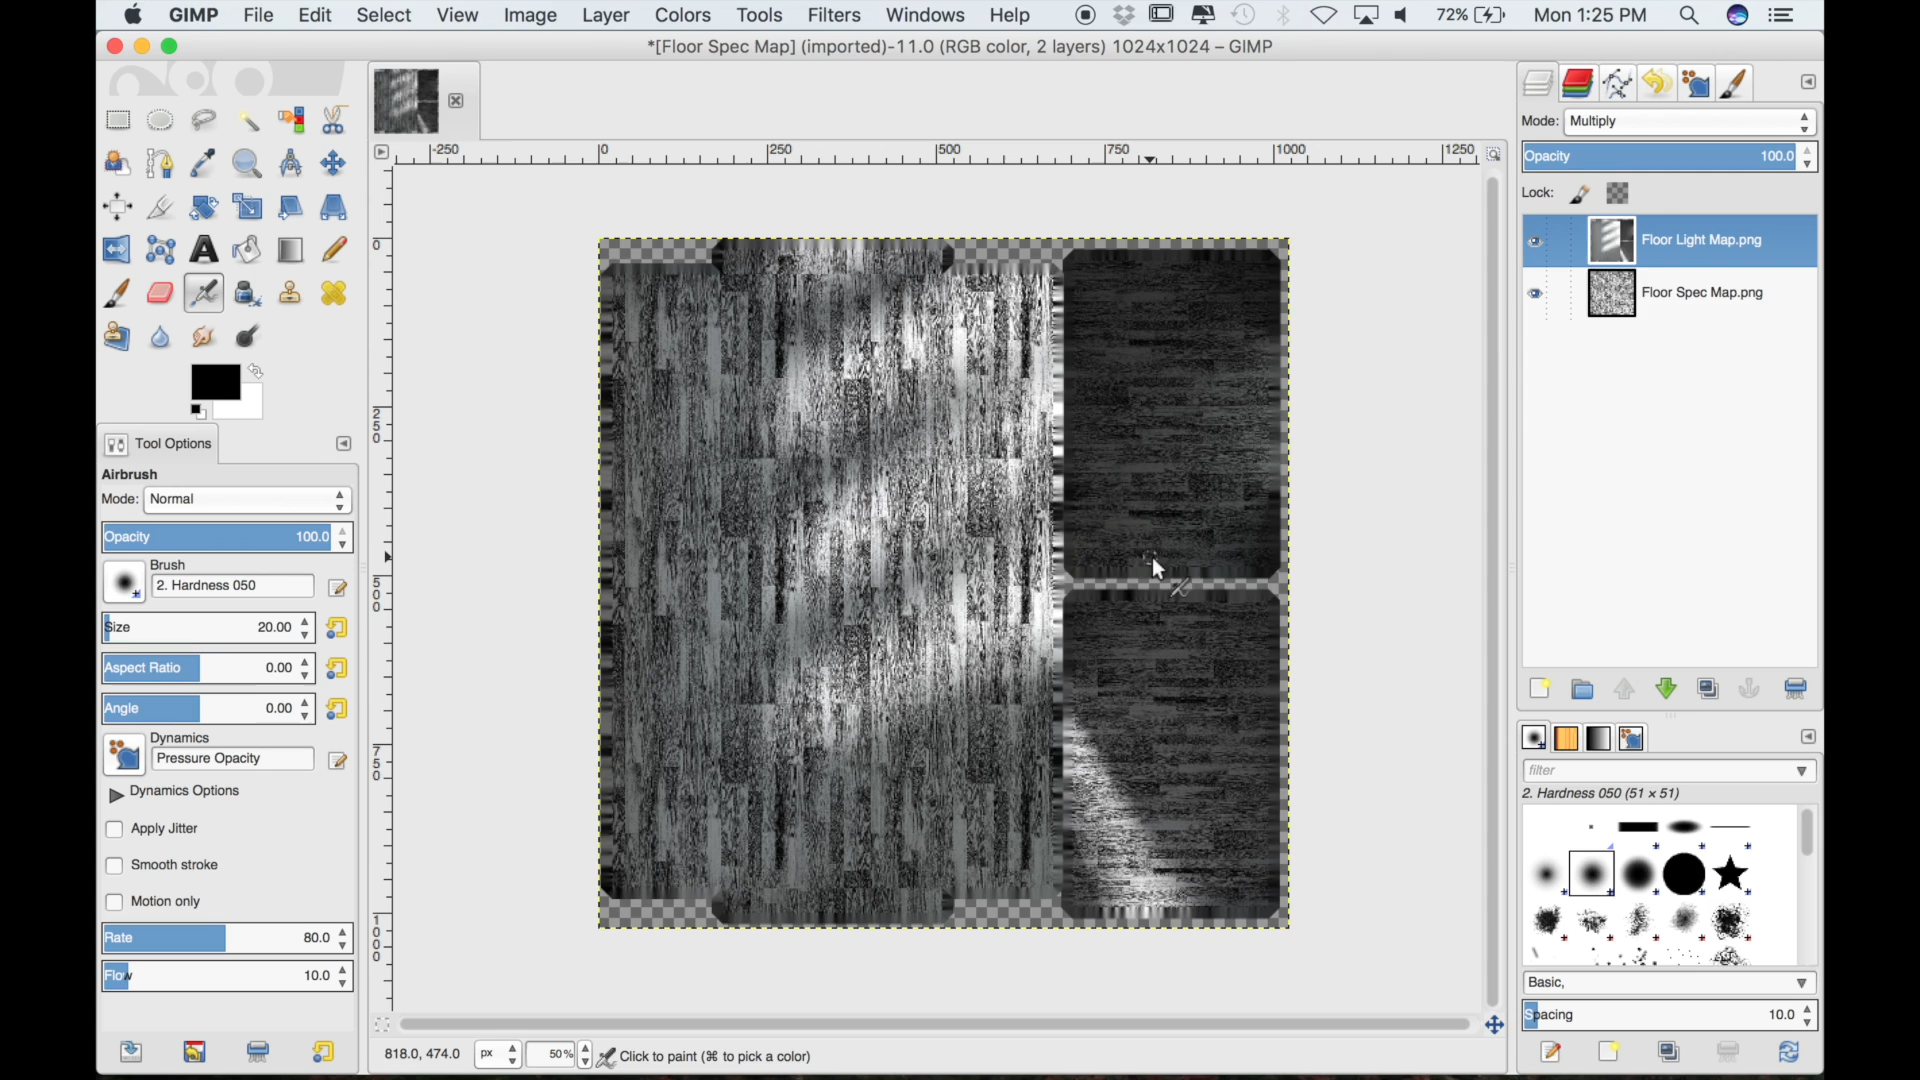 GIMP File Edit Select View Image Layer Colors Tools Filters Windows Help 72% Mon 1:25 PM
*[Floor Spec Map] (imported)-11.0 (RGB color, 2 layers) 1024x1024 – GIMP
-250 0 250 500 750 1000 1250
0
250
500
750
1000
Mode: Multiply
Opacity 100.0
Lock:
Floor Light Map.png
Floor Spec Map.png
Tool Options
Airbrush
Mode: Normal
Opacity 100.0
Brush
2. Hardness 050
Size 20.00
Aspect Ratio 0.00
Angle 0.00
Dynamics
Pressure Opacity
Dynamics Options
Apply Jitter
Smooth stroke
Motion only
Rate 80.0
Flow 10.0
filter
2. Hardness 050 (51 × 51)
Basic,
Spacing 10.0
818.0, 474.0 px 50% Click to paint (⌘ to pick a color)